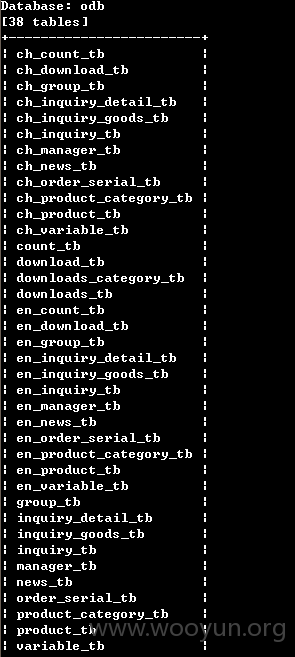 Database: odb
[38 tables]
+-------------------------+
¦ ch_count_tb ¦
¦ ch_download_tb ¦
¦ ch_group_tb ¦
¦ ch_inquiry_detail_tb ¦
¦ ch_inquiry_goods_tb ¦
¦ ch_inquiry_tb ¦
¦ ch_manager_tb ¦
¦ ch_news_tb ¦
¦ ch_order_serial_tb ¦
¦ ch_product_category_tb ¦
¦ ch_product_tb ¦
¦ ch_variable_tb ¦
¦ count_tb ¦
¦ download_tb ¦
¦ downloads_category_tb ¦
¦ downloads_tb ¦
¦ en_count_tb ¦
¦ en_download_tb ¦
¦ en_group_tb ¦
¦ en_inquiry_detail_tb ¦
¦ en_inquiry_goods_tb ¦
¦ en_inquiry_tb ¦
¦ en_manager_tb ¦
¦ en_news_tb ¦
¦ en_order_serial_tb ¦
¦ en_product_category_tb ¦
¦ en_product_tb ¦
¦ en_variable_tb ¦
¦ group_tb ¦
¦ inquiry_detail_tb ¦
¦ inquiry_goods_tb ¦
¦ inquiry_tb ¦
¦ manager_tb ¦
¦ news_tb ¦
¦ order_serial_tb ¦
¦ product_category_tb ¦
¦ product_tb ¦
www.wooyun.org
¦ variable_tb ¦